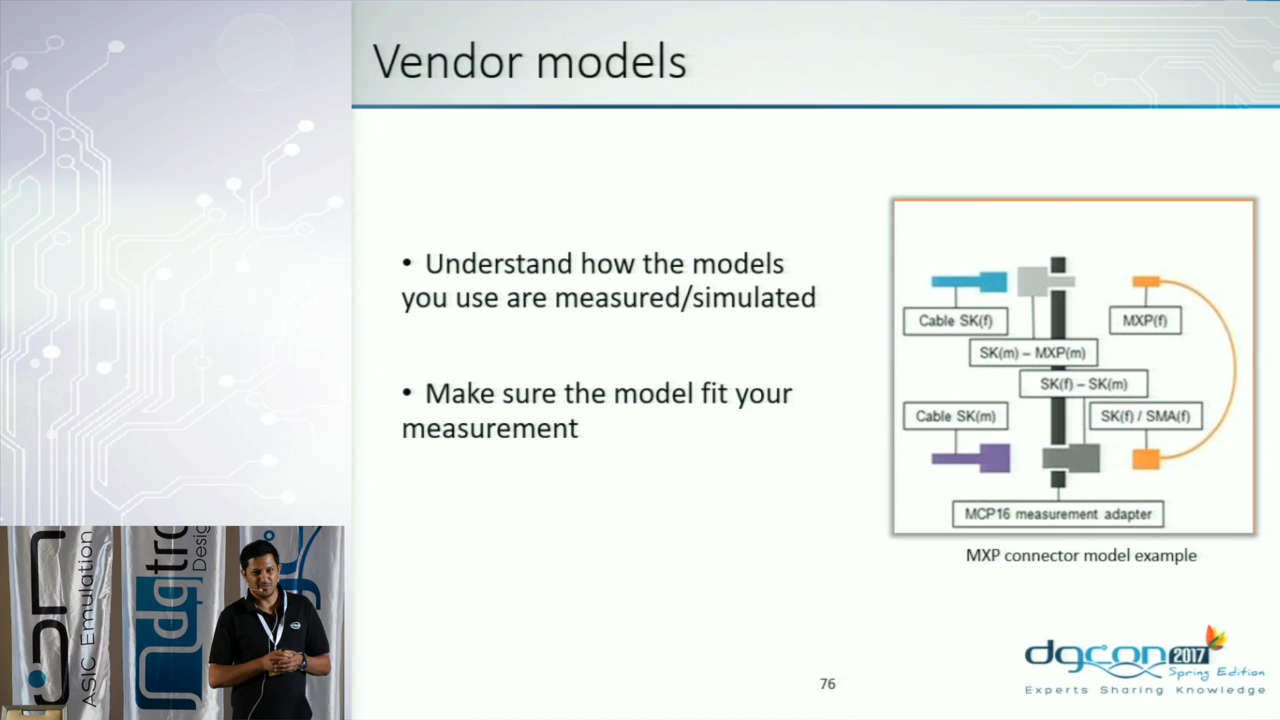 Vendor models
• Understand how the models
you use are measured/simulated
• Make sure the model fit your
measurement
Cable SK(f)
MXP(f)
SK(m) – MXP(m)
SK(f) – SK(m)
Cable SK(m)
SK(f) / SMA(f)
MCP16 measurement adapter
MXP connector model example
76
dgcon 2017
Spring Edition
Experts Sharing Knowledge
ASIC Emulation
dgtro
Desig